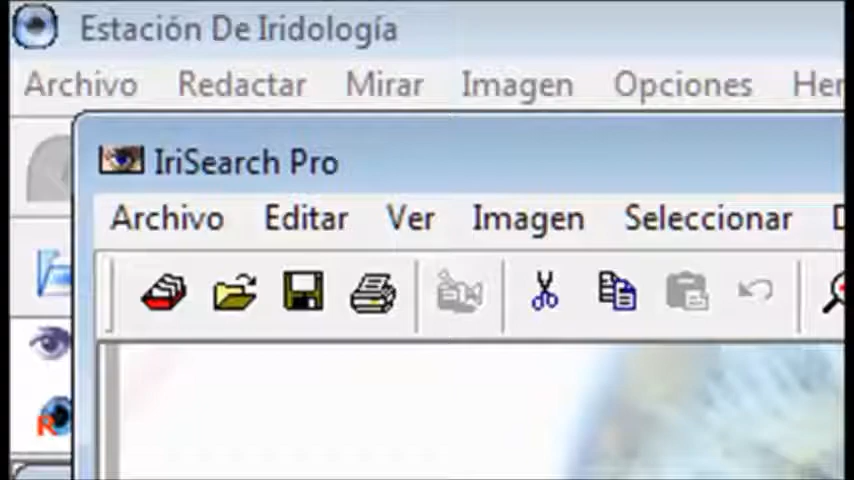 Estación De Iridología
Archivo Redactar Mirar Imagen Opciones
IriSearch Pro
Archivo Editar Ver Imagen Seleccionar
R